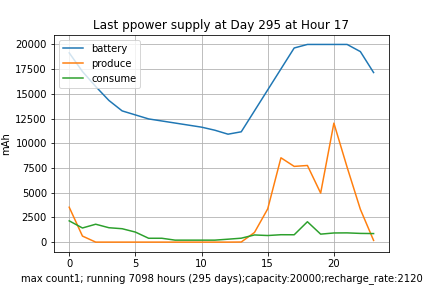 Last ppower supply at Day 295 at Hour 17
20000
17500
15000
12500
10000
7500
5000
2500
0
mAh
battery
produce
consume
0 5 10 15 20
max count1; running 7098 hours (295 days);capacity:20000;recharge_rate:2120